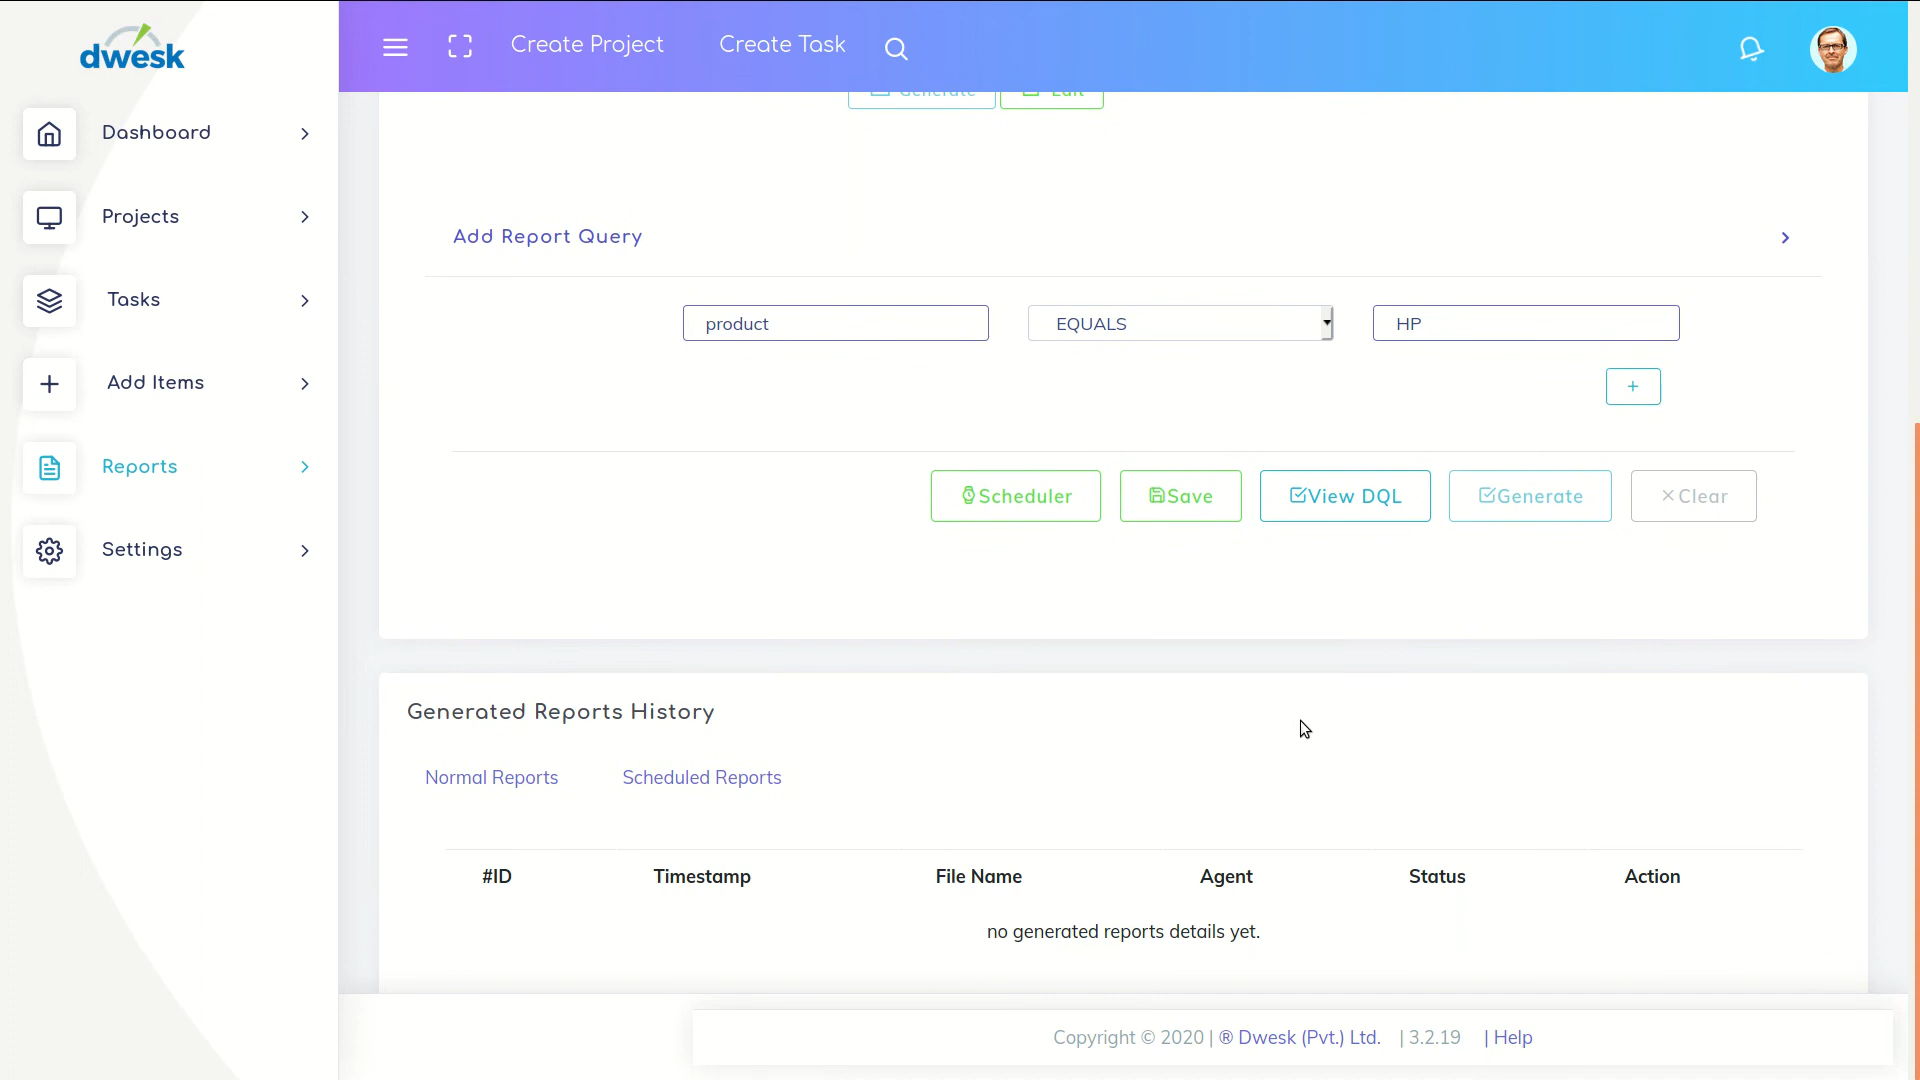 dwesk
Create Project
Create Task
Generate
Edit
Dashboard
Projects
Tasks
Add Items
Reports
Settings
Add Report Query
product
EQUALS
HP
+
Scheduler
Save
View DQL
Generate
Clear
Generated Reports History
Normal Reports
Scheduled Reports
#ID Timestamp File Name Agent Status Action
no generated reports details yet.
Copyright © 2020 | ® Dwesk (Pvt.) Ltd. | 3.2.19 | Help